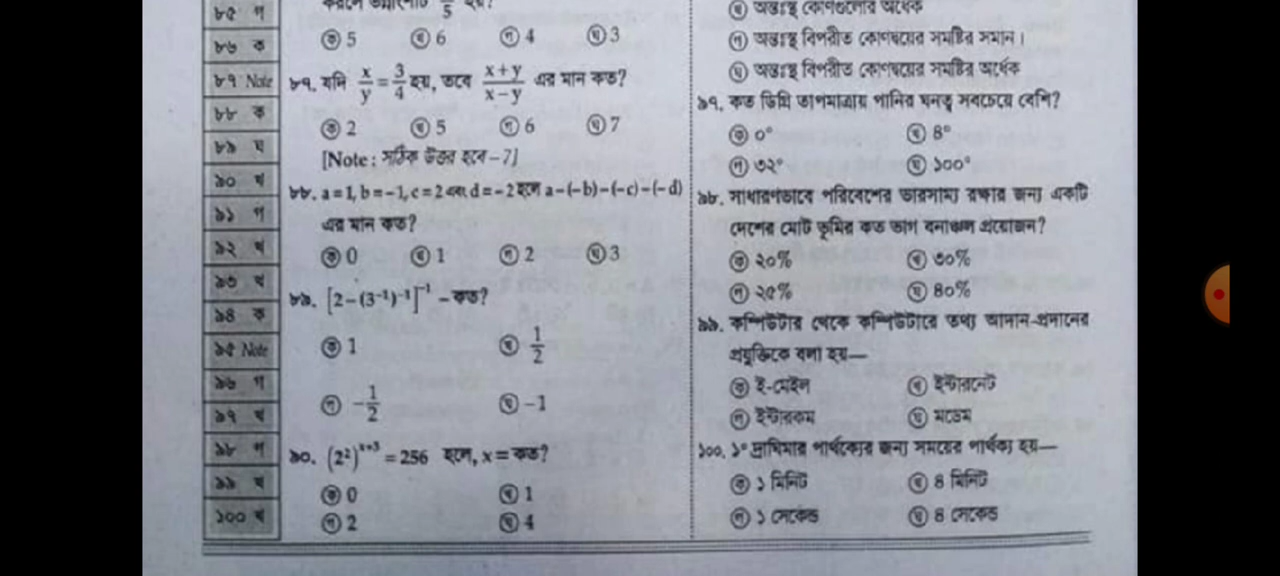 ৮৫ গ
৮৬ ক
৮৭ Note
৮৮ ক
৮৯ ঘ
৯০ খ
৯১ গ
৯২ খ
৯৩ খ
৯৪ ক
৯৫ Note
৯৬ গ
৯৭ খ
৯৮ গ
৯৯ ঘ
১০০ খ
ক 5 খ 6 গ 4 ঘ 3
৮৭. যদি x/y = 3/4 হয়, তবে x+y/x−y এর মান কত?
ক 2 খ 5 গ 6 ঘ 7
[Note : সঠিক উত্তর হবে −7]
৮৮. a = 1, b = −1, c = 2 এবং d = −2 হলে a−(−b)−(−c)−(−d)
এর মান কত?
ক 0 খ 1 গ 2 ঘ 3
৮৯. [2−(3⁻¹)⁻¹]⁻¹ − কত?
ক 1 খ 1/2
গ −1/2 ঘ −1
৯০. (2²)ˣ⁺³ = 256 হলে, x = কত?
ক 0 খ 1
গ 2 ঘ 4
খ অন্তঃস্থ কোণগুলোর অর্ধেক
গ অন্তঃস্থ বিপরীত কোণদ্বয়ের সমষ্টির সমান।
ঘ অন্তঃস্থ বিপরীত কোণদ্বয়ের সমষ্টির অর্ধেক
৯৭. কত ডিগ্রি তাপমাত্রায় পানির ঘনত্ব সবচেয়ে বেশি?
ক ০° খ ৪°
গ ৩২° ঘ ১০০°
৯৮. সাধারণভাবে পরিবেশের ভারসাম্য রক্ষার জন্য একটি
দেশের মোট ভূমির কত ভাগ বনাঞ্চল প্রয়োজন?
ক ২০% খ ৩০%
গ ২৫% ঘ ৪০%
৯৯. কম্পিউটার থেকে কম্পিউটারে তথ্য আদান-প্রদানের
প্রযুক্তিকে বলা হয়—
ক ই-মেইল খ ইন্টারনেট
গ ইন্টারকম ঘ মডেম
১০০. ১° দ্রাঘিমার পার্থক্যের জন্য সময়ের পার্থক্য হয়—
ক ১ মিনিট খ ৪ মিনিট
গ ১ সেকেন্ড ঘ ৪ সেকেন্ড